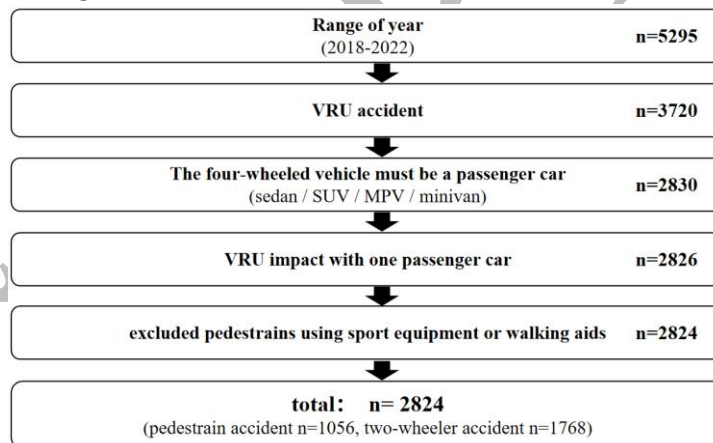 Range of year n=5295
(2018-2022)
VRU accident n=3720
The four-wheeled vehicle must be a passenger car n=2830
(sedan / SUV / MPV / minivan)
VRU impact with one passenger car n=2826
excluded pedestrains using sport equipment or walking aids n=2824
total： n= 2824
(pedestrain accident n=1056, two-wheeler accident n=1768)